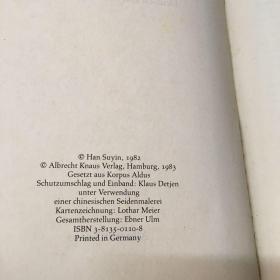 © Han Suyin, 1982
© Albrecht Knaus Verlag, Hamburg, 1983
Gesetzt aus Korpus Aldus
Schutzumschlag und Einband: Klaus Detjen
unter Verwendung
einer chinesischen Seidenmalerei
Kartenzeichnung: Lothar Meier
Gesamtherstellung: Ebner Ulm
ISBN 3-8135-0110-8
Printed in Germany